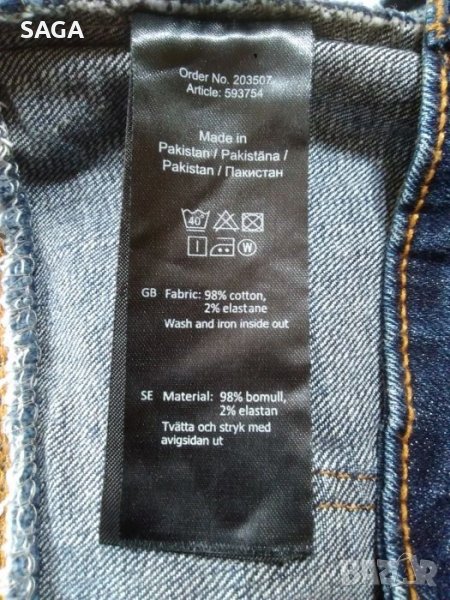 SAGA
Order No. 203507
Article: 593754
Made in
Pakistan / Pakistāna /
Pakistan / Пакистан
40°
W
GB Fabric: 98% cotton,
2% elastane
Wash and iron inside out
SE Material: 98% bomull,
2% elastan
Tvätta och stryk med
avigsidan ut
BAZAR